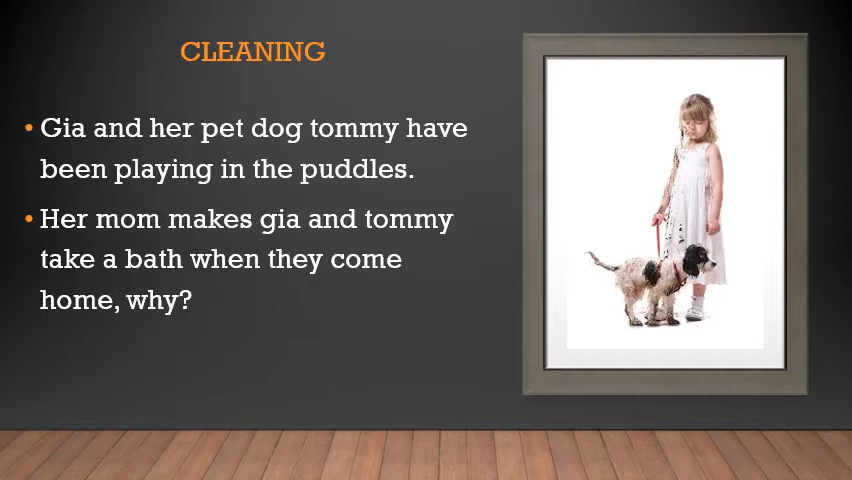 CLEANING
• Gia and her pet dog tommy have
been playing in the puddles.
• Her mom makes gia and tommy
take a bath when they come
home, why?